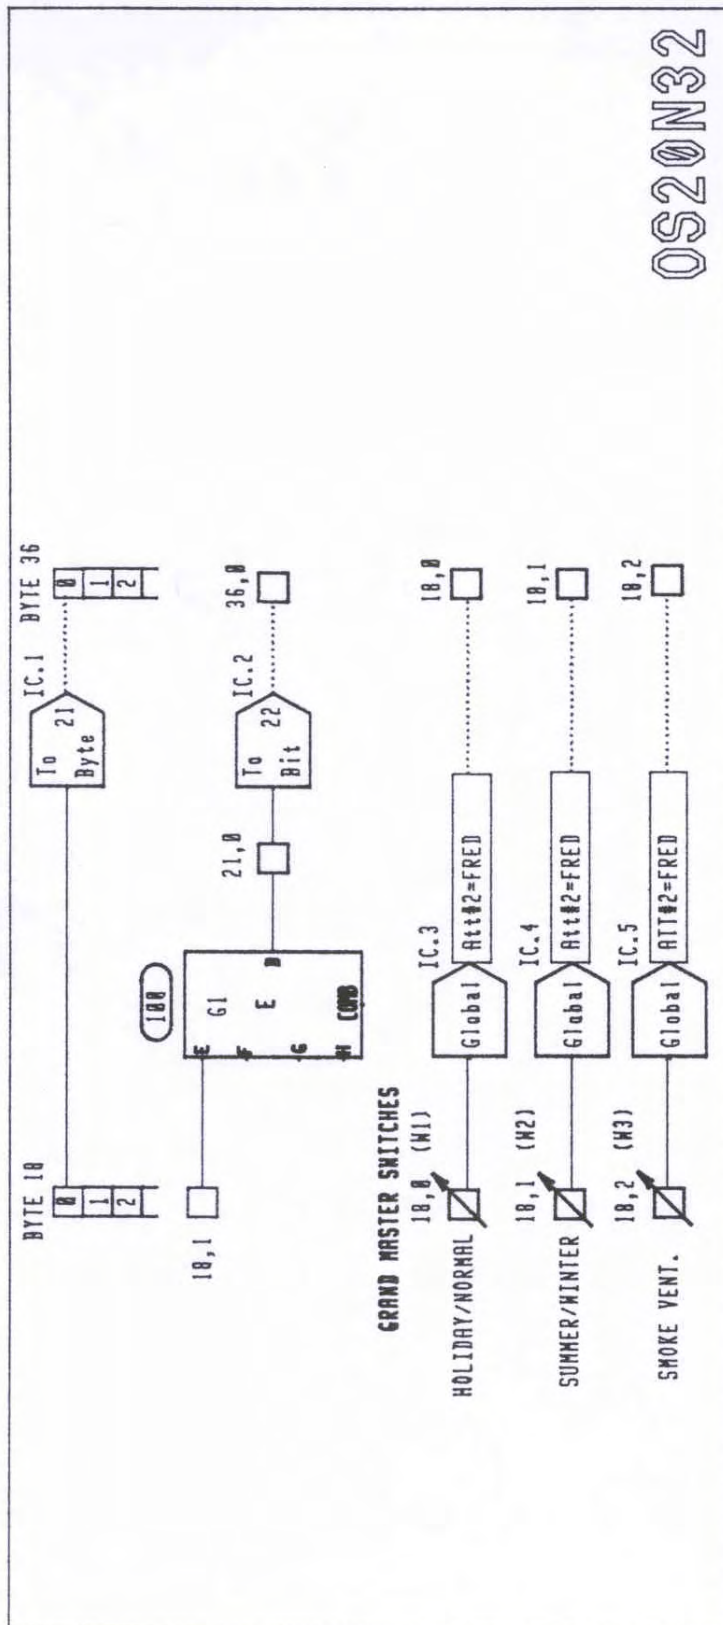 BYTE 18
0
1
2
To
Byte
21
IC.1
BYTE 36
0
1
2
100
18,1
E
F
G
H
G1
E
D
COMB
21,0
To
Bit
22
IC.2
36,0
GRAND MASTER SWITCHES
18,0 (W1)
HOLIDAY/NORMAL
Global
IC.3
Att#2=FRED
18,0
18,1 (W2)
SUMMER/WINTER
Global
IC.4
Att#2=FRED
18,1
18,2 (W3)
SMOKE VENT.
Global
IC.5
ATT#2=FRED
18,2
OS20N32